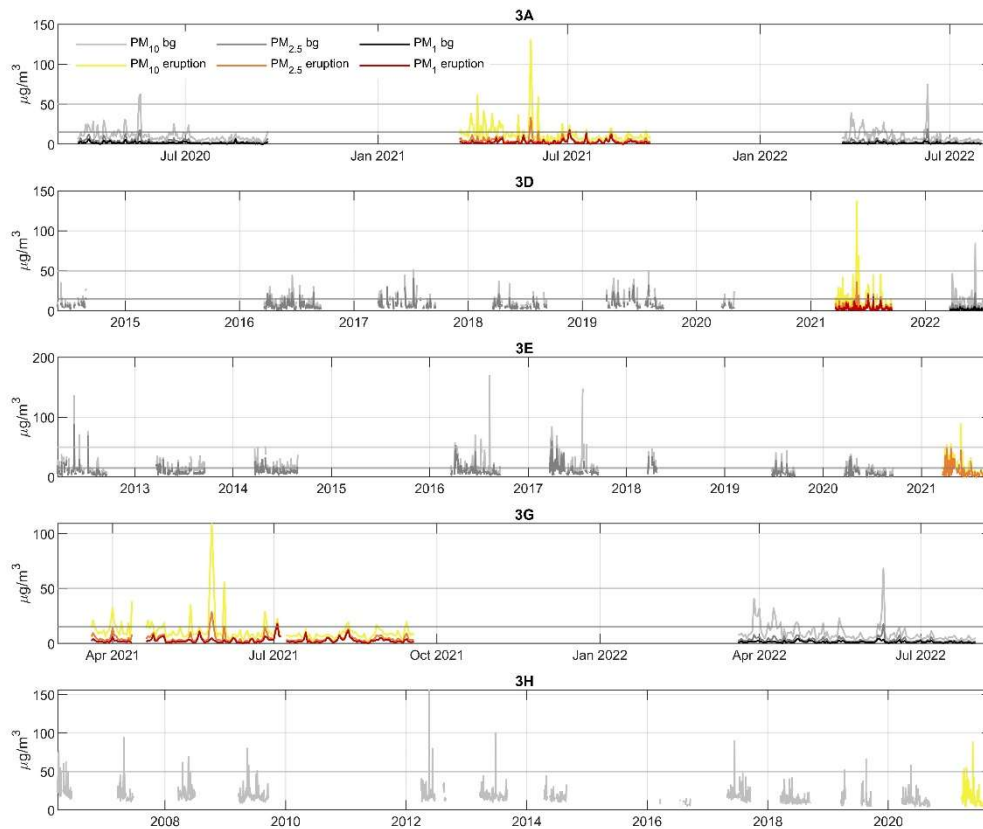 3A
150
100
50
0
µg/m³
PM₁₀ bg PM₂.₅ bg PM₁ bg
PM₁₀ eruption PM₂.₅ eruption PM₁ eruption
Jul 2020 Jan 2021 Jul 2021 Jan 2022 Jul 2022
3D
150
100
50
0
µg/m³
2015 2016 2017 2018 2019 2020 2021 2022
3E
200
100
0
µg/m³
2013 2014 2015 2016 2017 2018 2019 2020 2021
3G
100
50
0
µg/m³
Apr 2021 Jul 2021 Oct 2021 Jan 2022 Apr 2022 Jul 2022
3H
150
100
50
0
µg/m³
2008 2010 2012 2014 2016 2018 2020